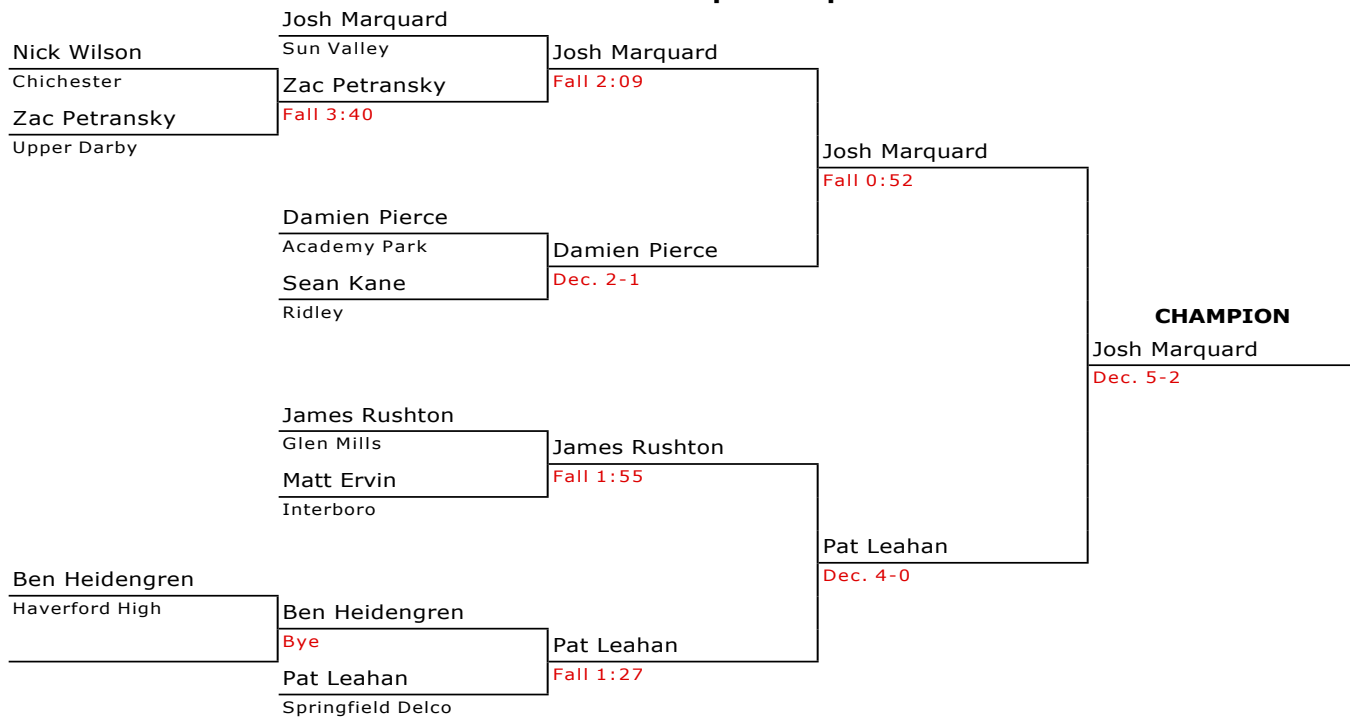 Josh Marquard
Nick Wilson
Sun Valley
Josh Marquard
Chichester
Zac Petransky
Fall 2:09
Zac Petransky
Fall 3:40
Upper Darby
Josh Marquard
Fall 0:52
Damien Pierce
Academy Park
Damien Pierce
Sean Kane
Dec. 2-1
Ridley
CHAMPION
Josh Marquard
Dec. 5-2
James Rushton
Glen Mills
James Rushton
Matt Ervin
Fall 1:55
Interboro
Pat Leahan
Dec. 4-0
Ben Heidengren
Haverford High
Ben Heidengren
Bye
Pat Leahan
Pat Leahan
Fall 1:27
Springfield Delco